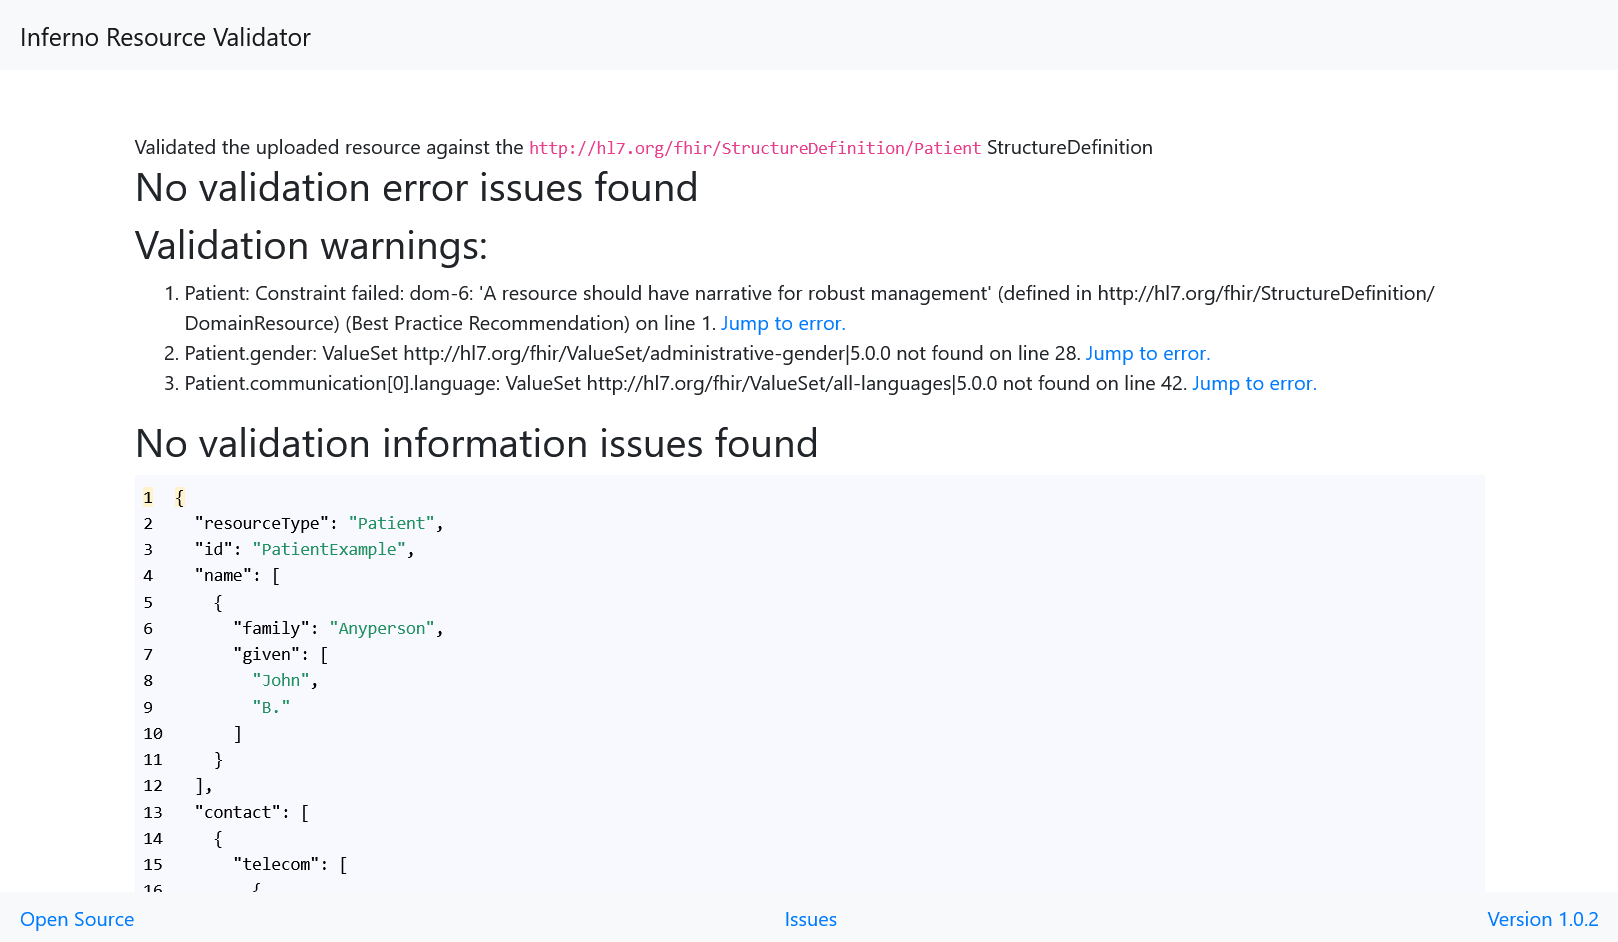 Inferno Resource Validator
Validated the uploaded resource against the http://hl7.org/fhir/StructureDefinition/Patient StructureDefinition
No validation error issues found
Validation warnings:
1. Patient: Constraint failed: dom-6: 'A resource should have narrative for robust management' (defined in http://hl7.org/fhir/StructureDefinition/
DomainResource) (Best Practice Recommendation) on line 1. Jump to error.
2. Patient.gender: ValueSet http://hl7.org/fhir/ValueSet/administrative-gender|5.0.0 not found on line 28. Jump to error.
3. Patient.communication[0].language: ValueSet http://hl7.org/fhir/ValueSet/all-languages|5.0.0 not found on line 42. Jump to error.
No validation information issues found
1 {
2 "resourceType": "Patient",
3 "id": "PatientExample",
4 "name": [
5 {
6 "family": "Anyperson",
7 "given": [
8 "John",
9 "B."
10 ]
11 }
12 ],
13 "contact": [
14 {
15 "telecom": [
16 {
Open Source Issues Version 1.0.2